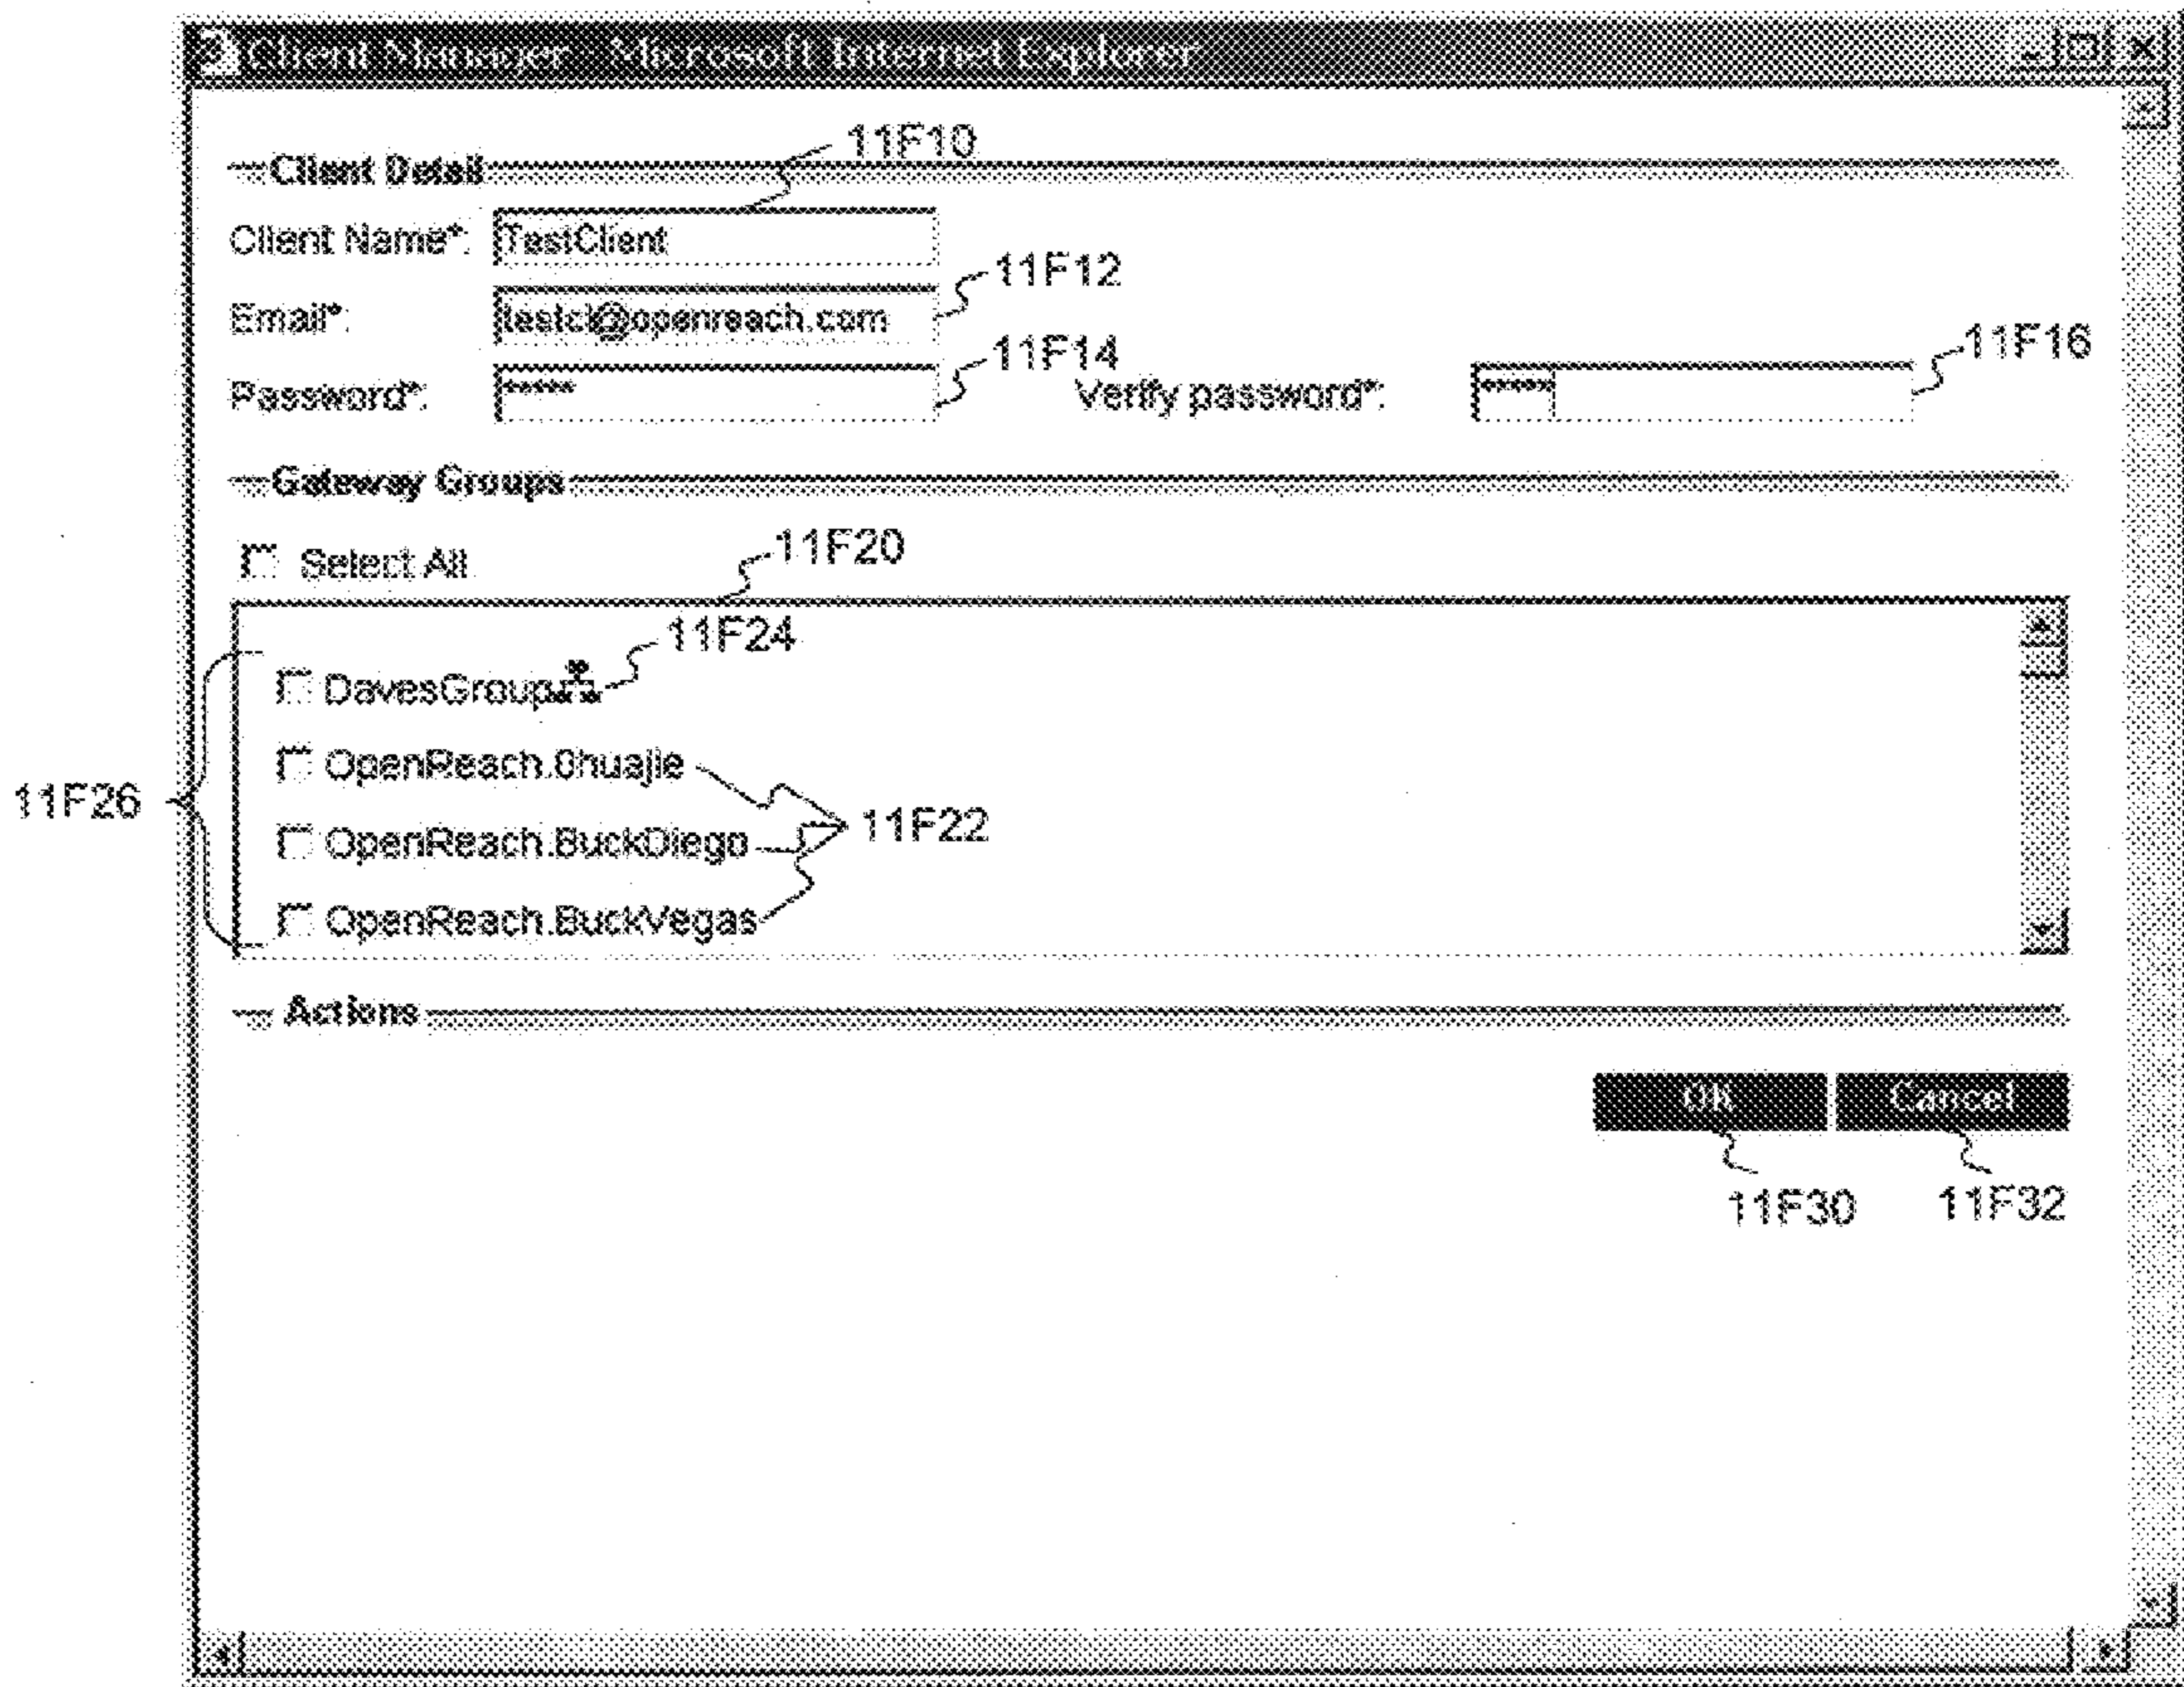 Client Manager - Microsoft Internet Explorer
11F10
Client Detail
Client Name*: TestClient
11F12
Email*: testcl@openreach.com
11F14
11F16
Password*: ***** Verify password*: *****
Gateway Groups
Select All
11F20
11F24
DavesGroup
OpenReach.0huajie
11F26
11F22
OpenReach.BuckDiego
OpenReach.BuckVegas
Actions
OK Cancel
11F30 11F32